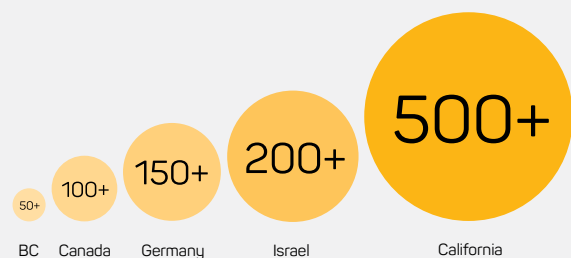 50+
100+
150+
200+
500+
BC
Canada
Germany
Israel
California